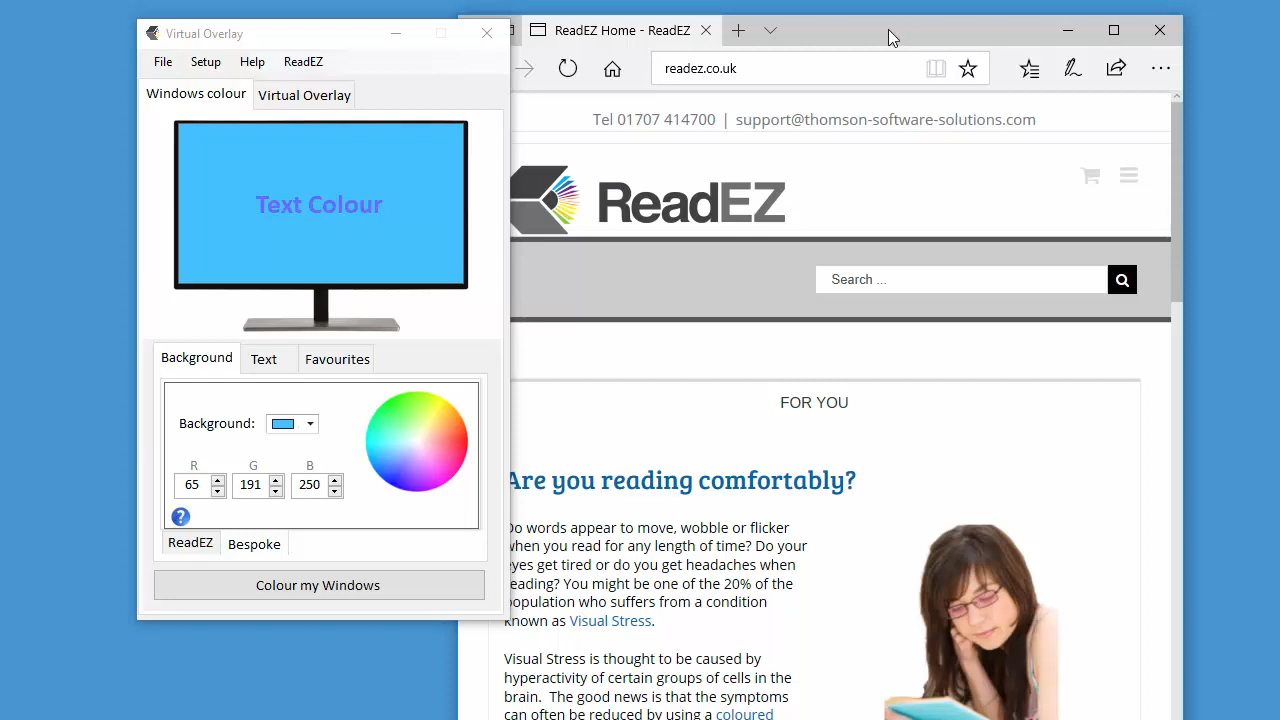 Virtual Overlay
File Setup Help ReadEZ
Windows colour Virtual Overlay
Text Colour
Background Text Favourites
Background:
R G B
65 191 250
?
ReadEZ Bespoke
Colour my Windows
ReadEZ Home - ReadEZ
readez.co.uk
Tel 01707 414700 | support@thomson-software-solutions.com
ReadEZ
Search ...
FOR YOU
Are you reading comfortably?
Do words appear to move, wobble or flicker
when you read for any length of time? Do your
eyes get tired or do you get headaches when
reading? You might be one of the 20% of the
population who suffers from a condition
known as Visual Stress.
Visual Stress is thought to be caused by
hyperactivity of certain groups of cells in the
brain. The good news is that the symptoms
can often be reduced by using a coloured